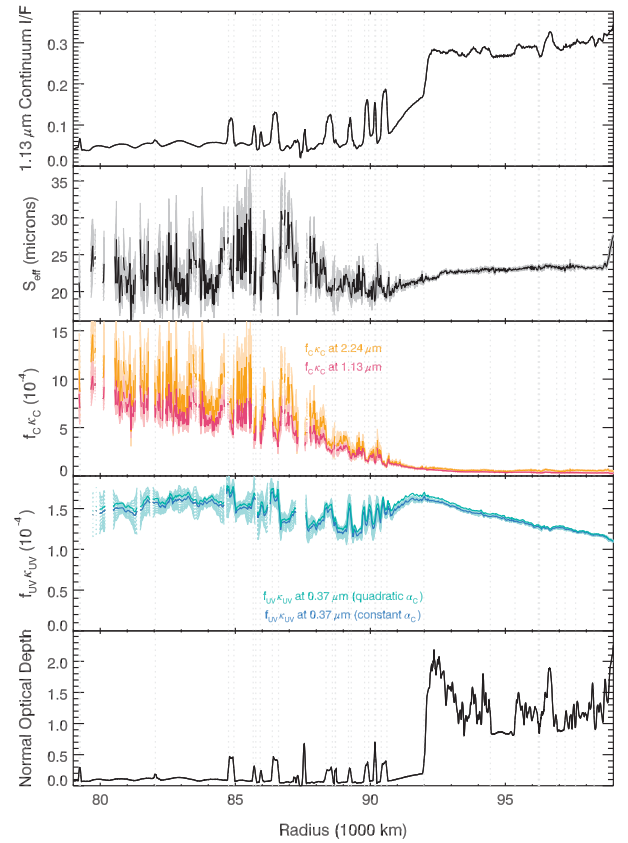 1.13 μm Continuum I/F
0.3
0.2
0.1
0.0
S_eff (microns)
35
30
25
20
f_C κ_C (10⁻⁴)
15
10
5
0
f_C κ_C at 2.24 μm
f_C κ_C at 1.13 μm
f_UV κ_UV (10⁻⁴)
1.5
1.0
0.5
0.0
f_UV κ_UV at 0.37 μm (quadratic α_C)
f_UV κ_UV at 0.37 μm (constant α_C)
Normal Optical Depth
2.0
1.5
1.0
0.5
0.0
80 85 90 95
Radius (1000 km)